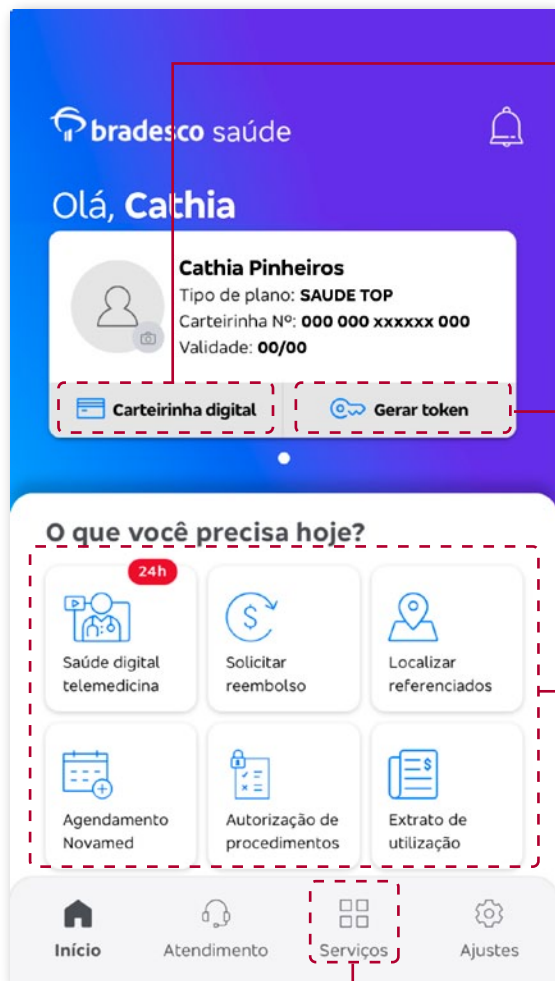 bradesco saúde
Olá, Cathia
Cathia Pinheiros
Tipo de plano: SAUDE TOP
Carteirinha Nº: 000 000 xxxxxx 000
Validade: 00/00
Carteirinha digital
Gerar token
O que você precisa hoje?
24h
Saúde digital
telemedicina
Solicitar
reembolso
Localizar
referenciados
Agendamento
Novamed
Autorização de
procedimentos
Extrato de
utilização
Início
Atendimento
Serviços
Ajustes